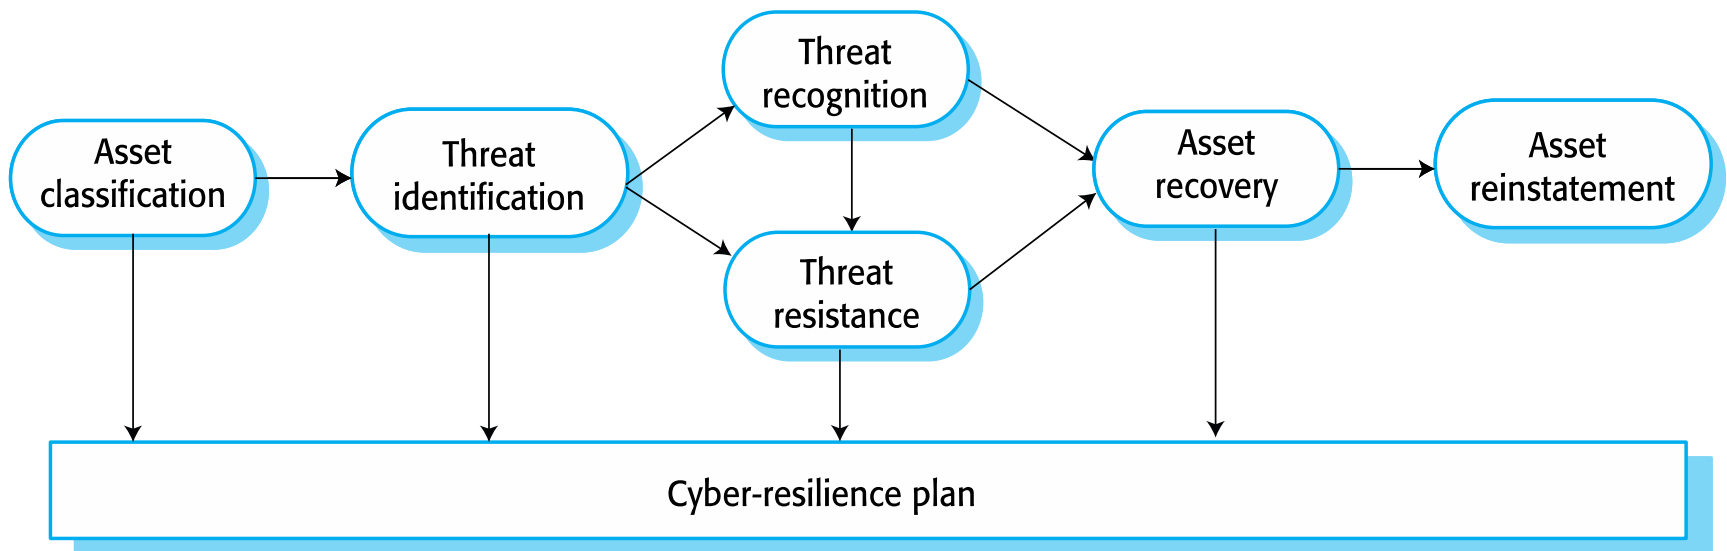 Asset
classification
Threat
identification
Threat
recognition
Threat
resistance
Asset
recovery
Asset
reinstatement
Cyber-resilience plan